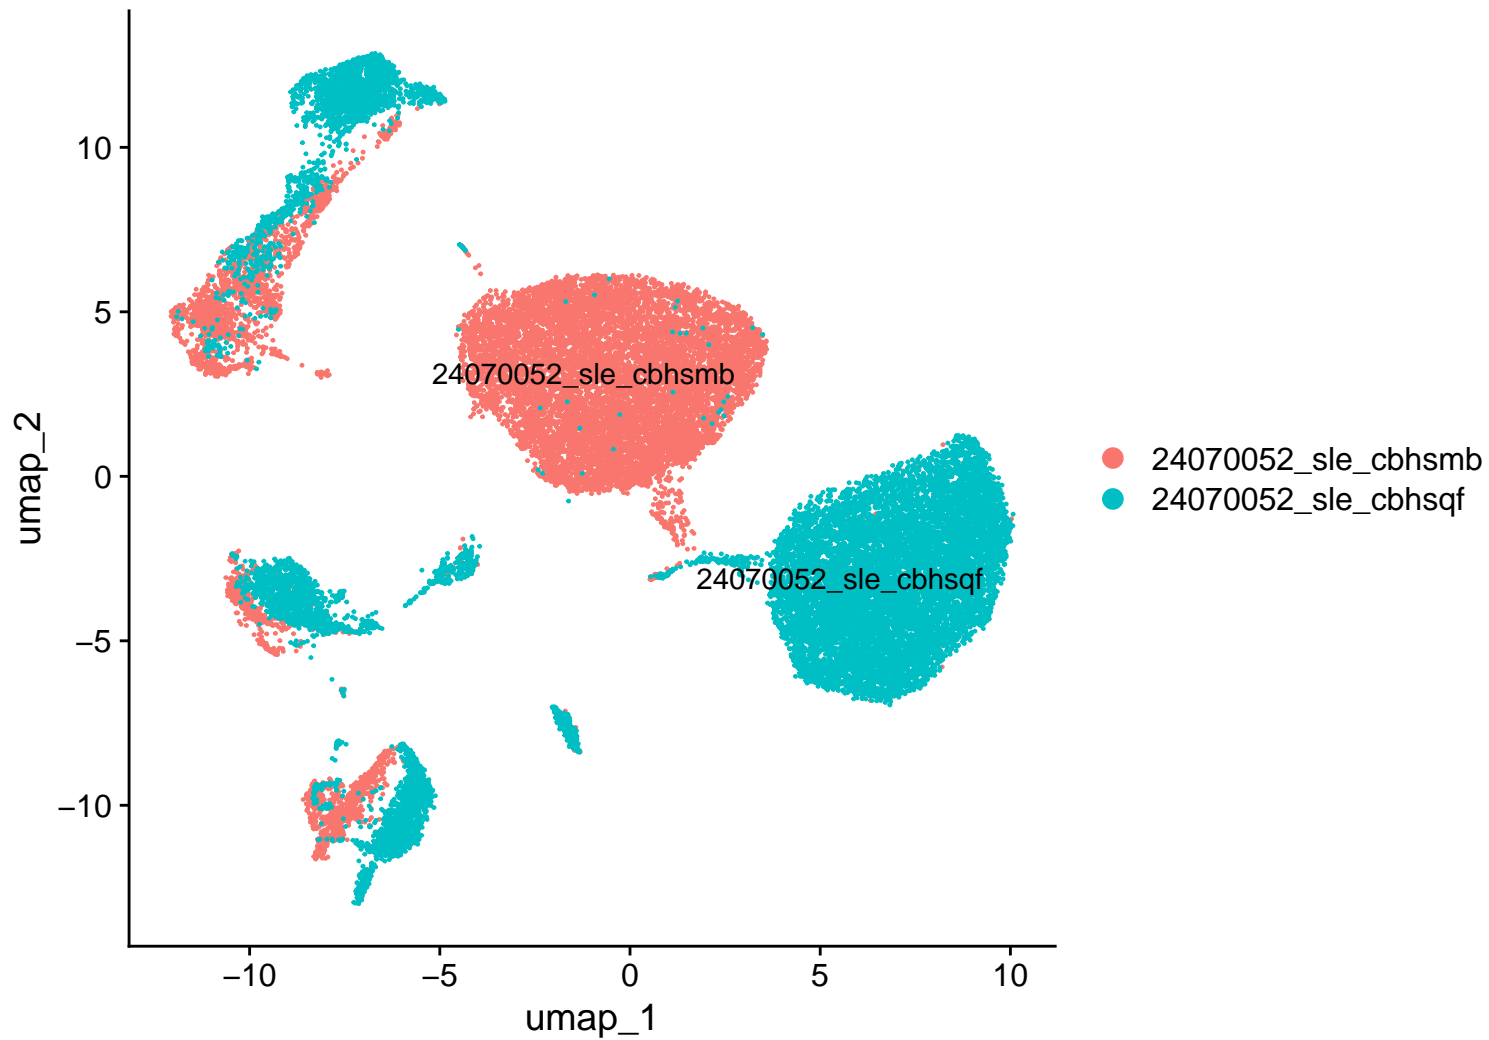 umap_2
10
5
0
−5
−10
24070052_sle_cbhsmb
24070052_sle_cbhsqf
−10 −5 0 5 10
umap_1
24070052_sle_cbhsmb
24070052_sle_cbhsqf